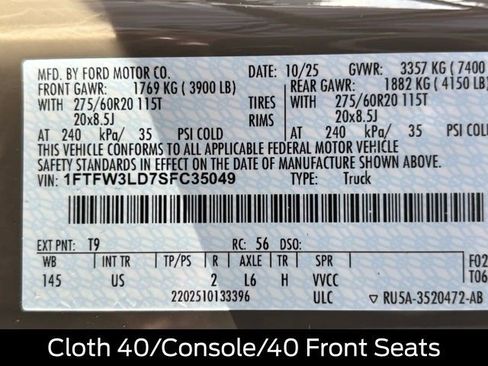 MFD. BY FORD MOTOR CO. DATE: 10/25 GVWR: 3357 KG ( 7400
FRONT GAWR: 1769 KG ( 3900 LB) REAR GAWR: 1882 KG ( 4150 LB)
WITH 275/60R20 115T TIRES WITH 275/60R20 115T
20x8.5J RIMS 20x8.5J
AT 240 kPa/ 35 PSI COLD AT 240 kPa/ 35 PSI COLD
THIS VEHICLE CONFORMS TO ALL APPLICABLE FEDERAL MOTOR VEHICLE
SAFETY STANDARDS IN EFFECT ON THE DATE OF MANUFACTURE SHOWN ABOVE.
VIN: 1FTFW3LD7SFC35049 TYPE: Truck
EXT PNT: T9 RC: 56 DSO:
WB INT TR TP/PS R AXLE TR SPR
145 US 2 L6 H VVCC
F02
T06
2202510133396 ULC RU5A-3520472-AB
Cloth 40/Console/40 Front Seats